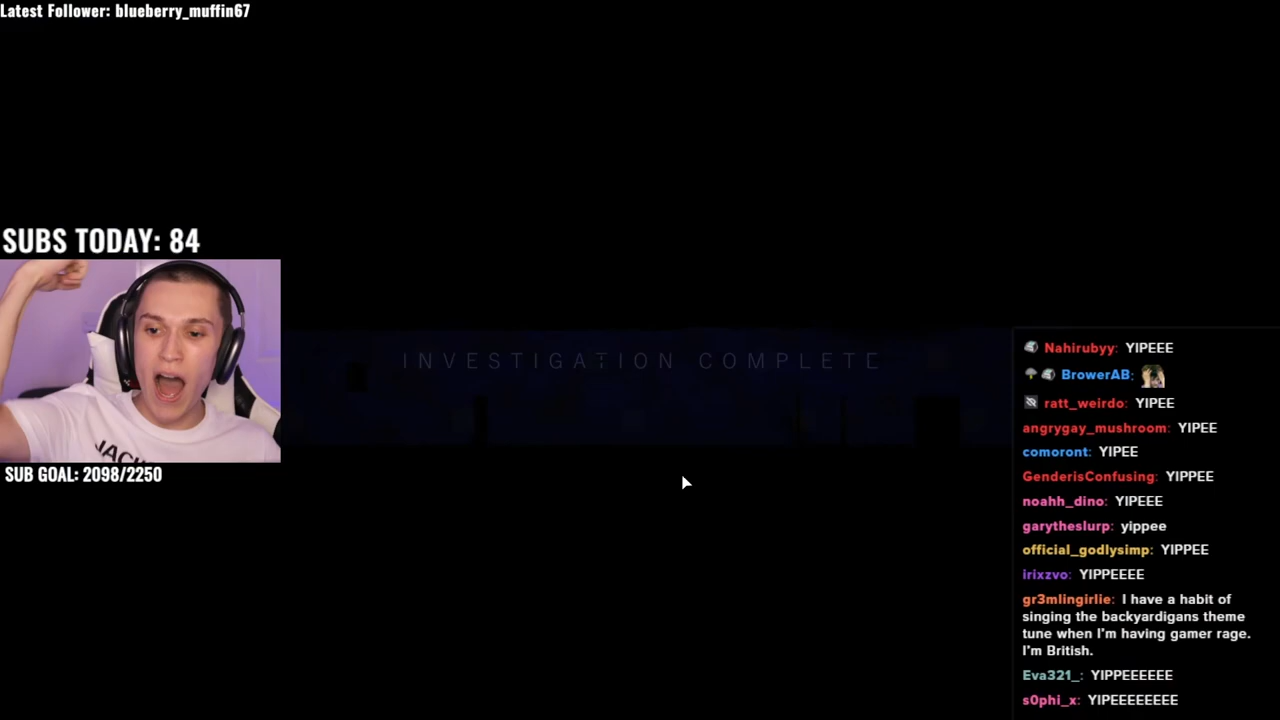 Latest Follower: blueberry_muffin67
SUBS TODAY: 84
INVESTIGATION COMPLETE
SUB GOAL: 2098/2250
Nahirubyy: YIPEEE
BrowerAB:
ratt_weirdo: YIPEE
angrygay_mushroom: YIPEE
comoront: YIPEE
GenderisConfusing: YIPPEE
noahh_dino: YIPEEE
garytheslurp: yippee
official_godlysimp: YIPPEE
irixzvo: YIPPEEEE
gr3mlingirlie: I have a habit of
singing the backyardigans theme
tune when I'm having gamer rage.
I'm British.
Eva321_: YIPPEEEEEE
s0phi_x: YIPEEEEEEEE